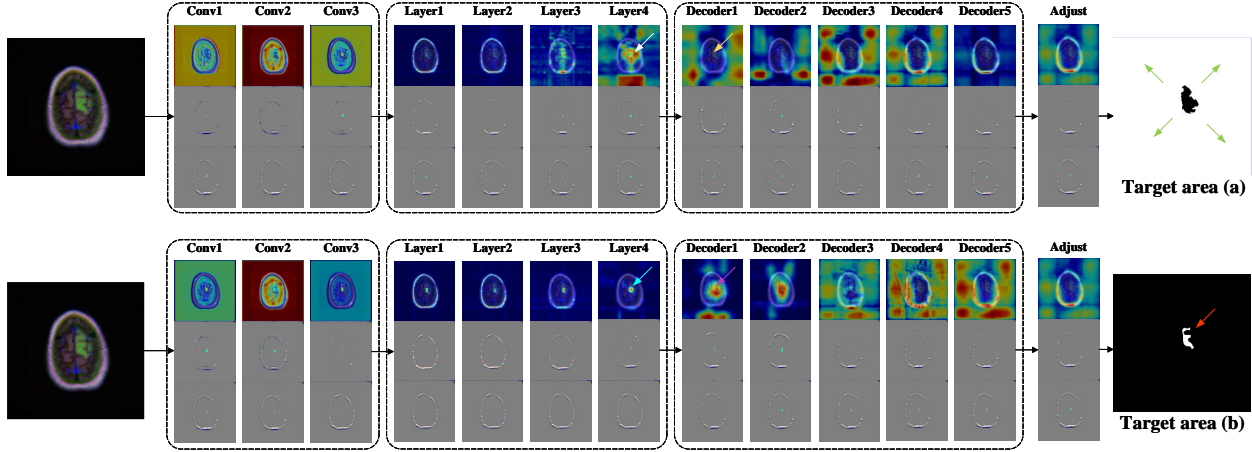 Conv1 Conv2 Conv3 Layer1 Layer2 Layer3 Layer4 Decoder1 Decoder2 Decoder3 Decoder4 Decoder5 Adjust
Target area (a)
Conv1 Conv2 Conv3 Layer1 Layer2 Layer3 Layer4 Decoder1 Decoder2 Decoder3 Decoder4 Decoder5 Adjust
Target area (b)